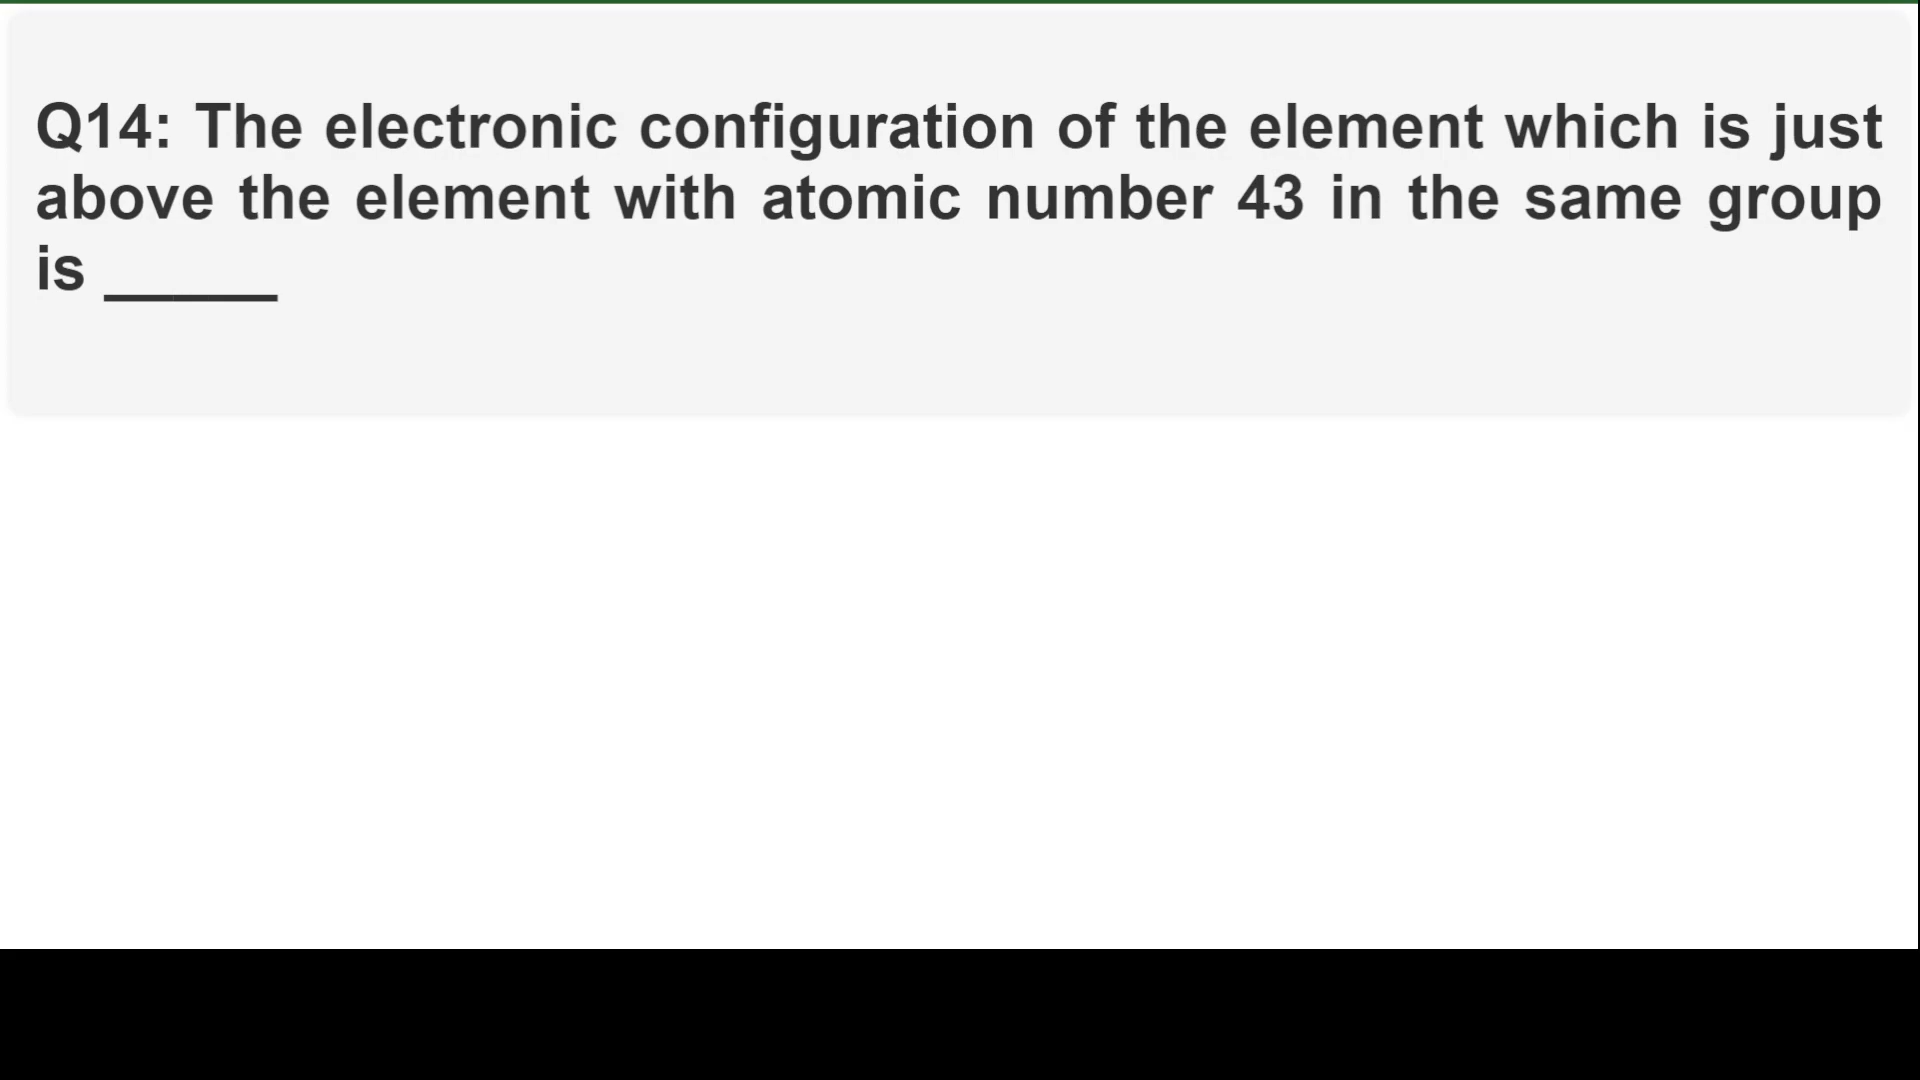 Q14: The electronic configuration of the element which is just
above the element with atomic number 43 in the same group
is _____